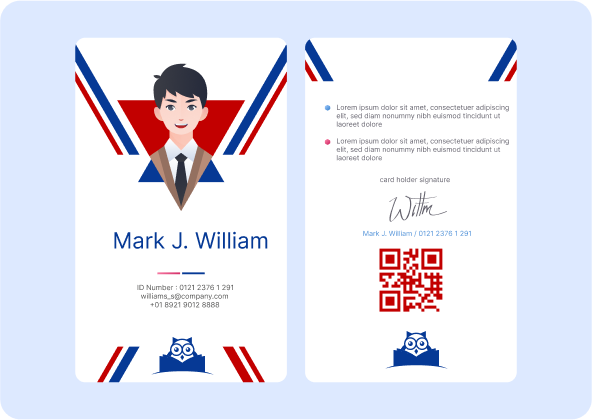 Mark J. William
ID Number : 0121 2376 1 291
williams_s@company.com
+01 8921 9012 8888
Lorem ipsum dolor sit amet, consectetuer adipiscing
elit, sed diam nonummy nibh euismod tincidunt ut
laoreet dolore
Lorem ipsum dolor sit amet, consectetuer adipiscing
elit, sed diam nonummy nibh euismod tincidunt ut
laoreet dolore
card holder signature
Mark J. William / 0121 2376 1 291